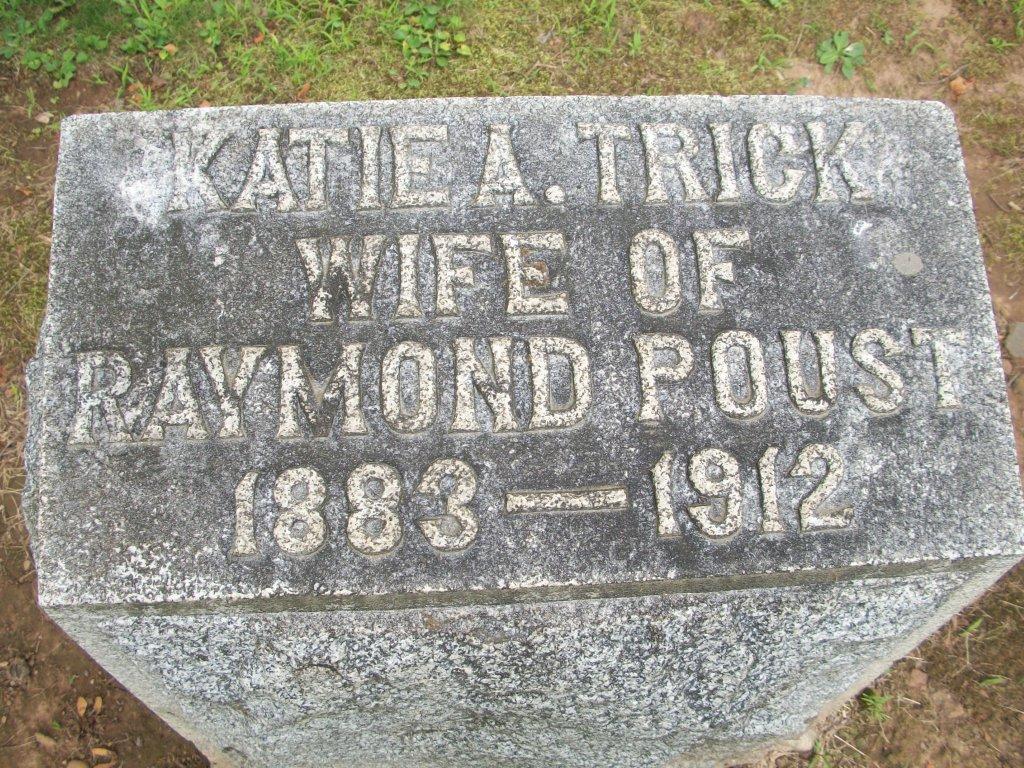 KATIE A. TRICK
WIFE OF
RAYMOND POUST
1883 — 1912